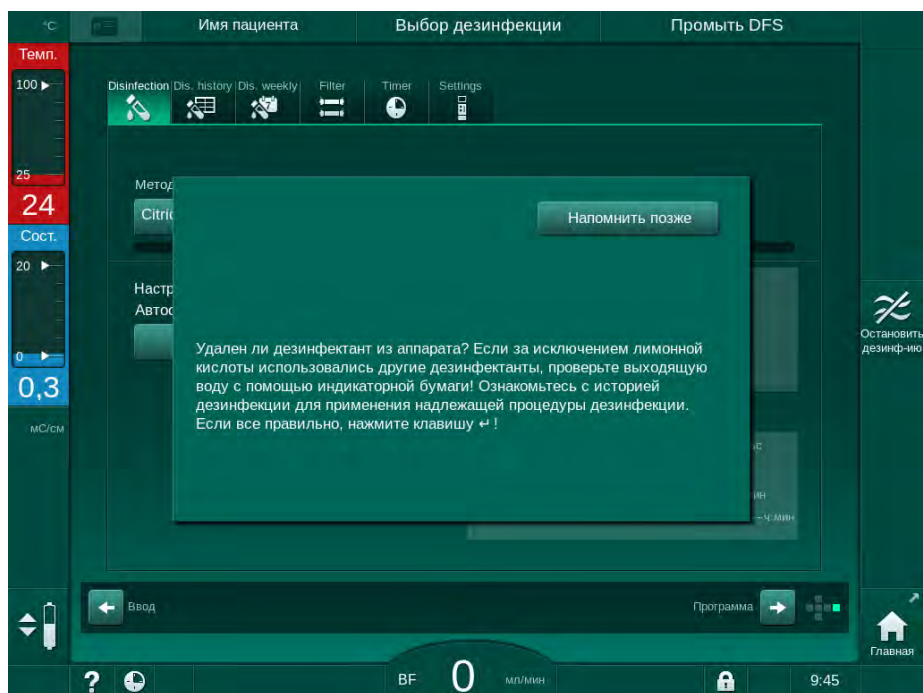 °C
Имя пациента
Выбор дезинфекции
Промыть DFS
Темп.
100
25
24
Сост.
20
0
0,3
мС/см
Disinfection
Dis. history
Dis. weekly
Filter
Timer
Settings
7
Метод
Citric
Настр
Автос
Напомнить позже
Удален ли дезинфектант из аппарата? Если за исключением лимонной
кислоты использовались другие дезинфектанты, проверьте выходящую
воду с помощью индикаторной бумаги! Ознакомьтесь с историей
дезинфекции для применения надлежащей процедуры дезинфекции.
Если все правильно, нажмите клавишу ↵ !
ч:мин
Остановить
дезинф-ию
Ввод
Программа
Главная
?
BF
0
мл/мин
9:45